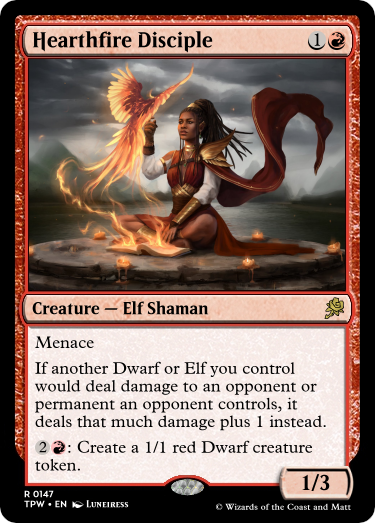 Hearthfire Disciple 1
Creature — Elf Shaman
Menace
If another Dwarf or Elf you control
would deal damage to an opponent or
permanent an opponent controls, it
deals that much damage plus 1 instead.
2 : Create a 1/1 red Dwarf creature
token.
1/3
R 0147
TPW • EN Luneiress
© Wizards of the Coast and Matt